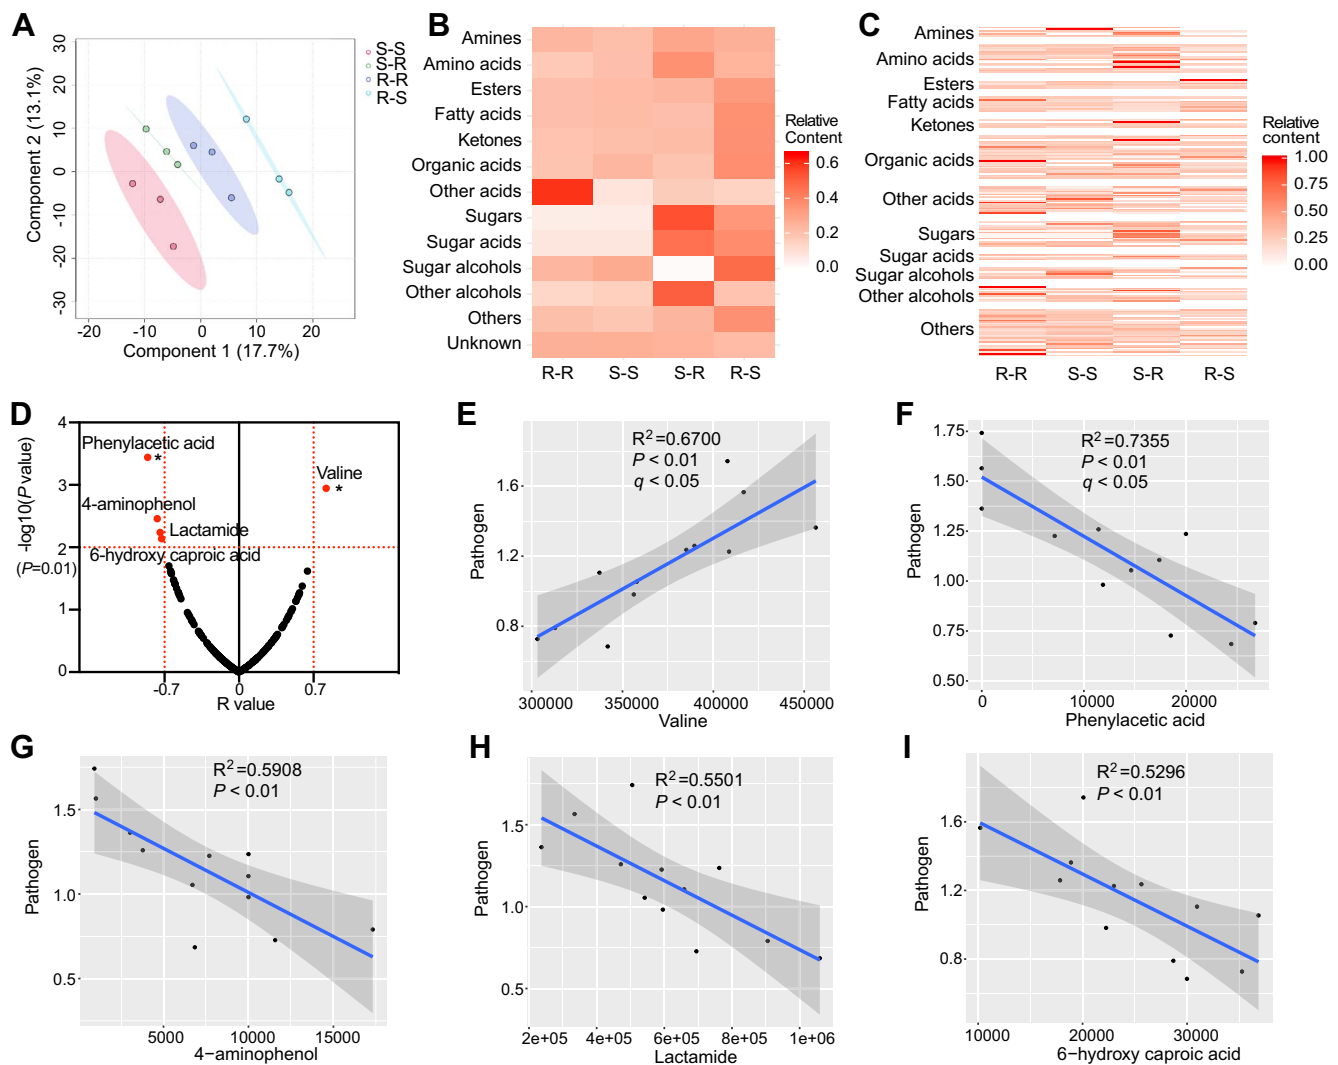 A
Component 2 (13.1%)
30
20
10
0
-10
-20
-30
-20
-10
0
10
20
Component 1 (17.7%)
S-S
S-R
R-R
R-S
B
Amines
Amino acids
Esters
Fatty acids
Ketones
Organic acids
Other acids
Sugars
Sugar acids
Sugar alcohols
Other alcohols
Others
Unknown
R-R
S-S
S-R
R-S
Relative
Content
0.6
0.4
0.2
0.0
C
Amines
Amino acids
Esters
Fatty acids
Ketones
Organic acids
Other acids
Sugars
Sugar acids
Sugar alcohols
Other alcohols
Others
R-R
S-S
S-R
R-S
Relative
content
1.00
0.75
0.50
0.25
0.00
D
-log10(P value)
(P=0.01)
4
3
2
1
0
Phenylacetic acid
*
Valine
*
4-aminophenol
Lactamide
6-hydroxy caproic acid
-0.7
0
0.7
R value
E
R2=0.6700
P < 0.01
q < 0.05
Pathogen
1.6
1.2
0.8
300000
350000
400000
450000
Valine
F
R2=0.7355
P < 0.01
q < 0.05
Pathogen
1.75
1.50
1.25
1.00
0.75
0.50
0
10000
20000
Phenylacetic acid
G
R2=0.5908
P < 0.01
Pathogen
1.5
1.0
0.5
5000
10000
15000
4−aminophenol
H
R2=0.5501
P < 0.01
Pathogen
1.5
1.0
0.5
2e+05
4e+05
6e+05
8e+05
1e+06
Lactamide
I
R2=0.5296
P < 0.01
Pathogen
1.6
1.2
0.8
10000
20000
30000
6−hydroxy caproic acid